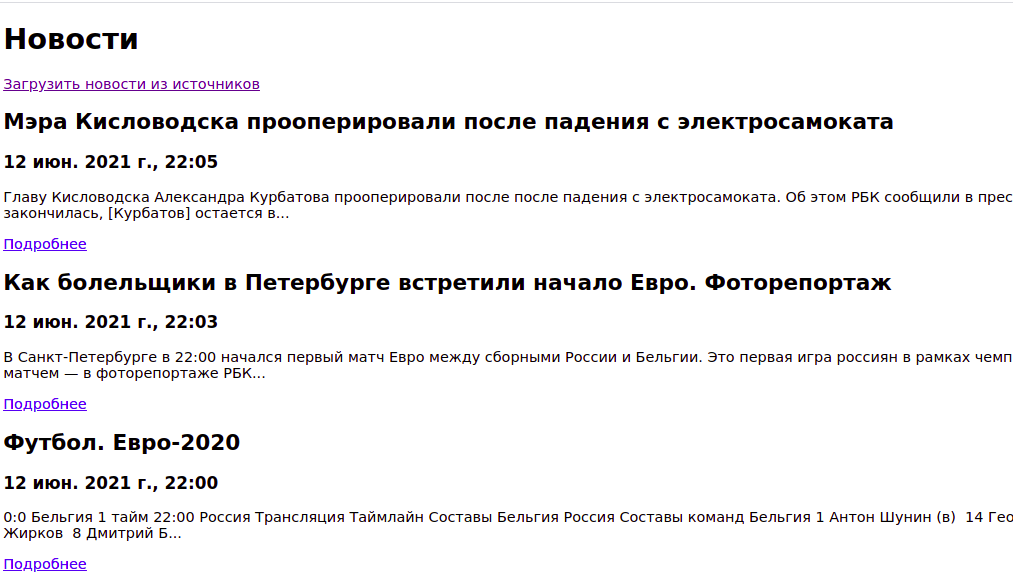 Новости
Загрузить новости из источников
Мэра Кисловодска прооперировали после падения с электросамоката
12 июн. 2021 г., 22:05
Главу Кисловодска Александра Курбатова прооперировали после после падения с электросамоката. Об этом РБК сообщили в прес
закончилась, [Курбатов] остается в...
Подробнее
Как болельщики в Петербурге встретили начало Евро. Фоторепортаж
12 июн. 2021 г., 22:03
В Санкт-Петербурге в 22:00 начался первый матч Евро между сборными России и Бельгии. Это первая игра россиян в рамках чемп
матчем — в фоторепортаже РБК...
Подробнее
Футбол. Евро-2020
12 июн. 2021 г., 22:00
0:0 Бельгия 1 тайм 22:00 Россия Трансляция Таймлайн Составы Бельгия Россия Составы команд Бельгия 1 Антон Шунин (в)  14 Гео
Жирков  8 Дмитрий Б...
Подробнее